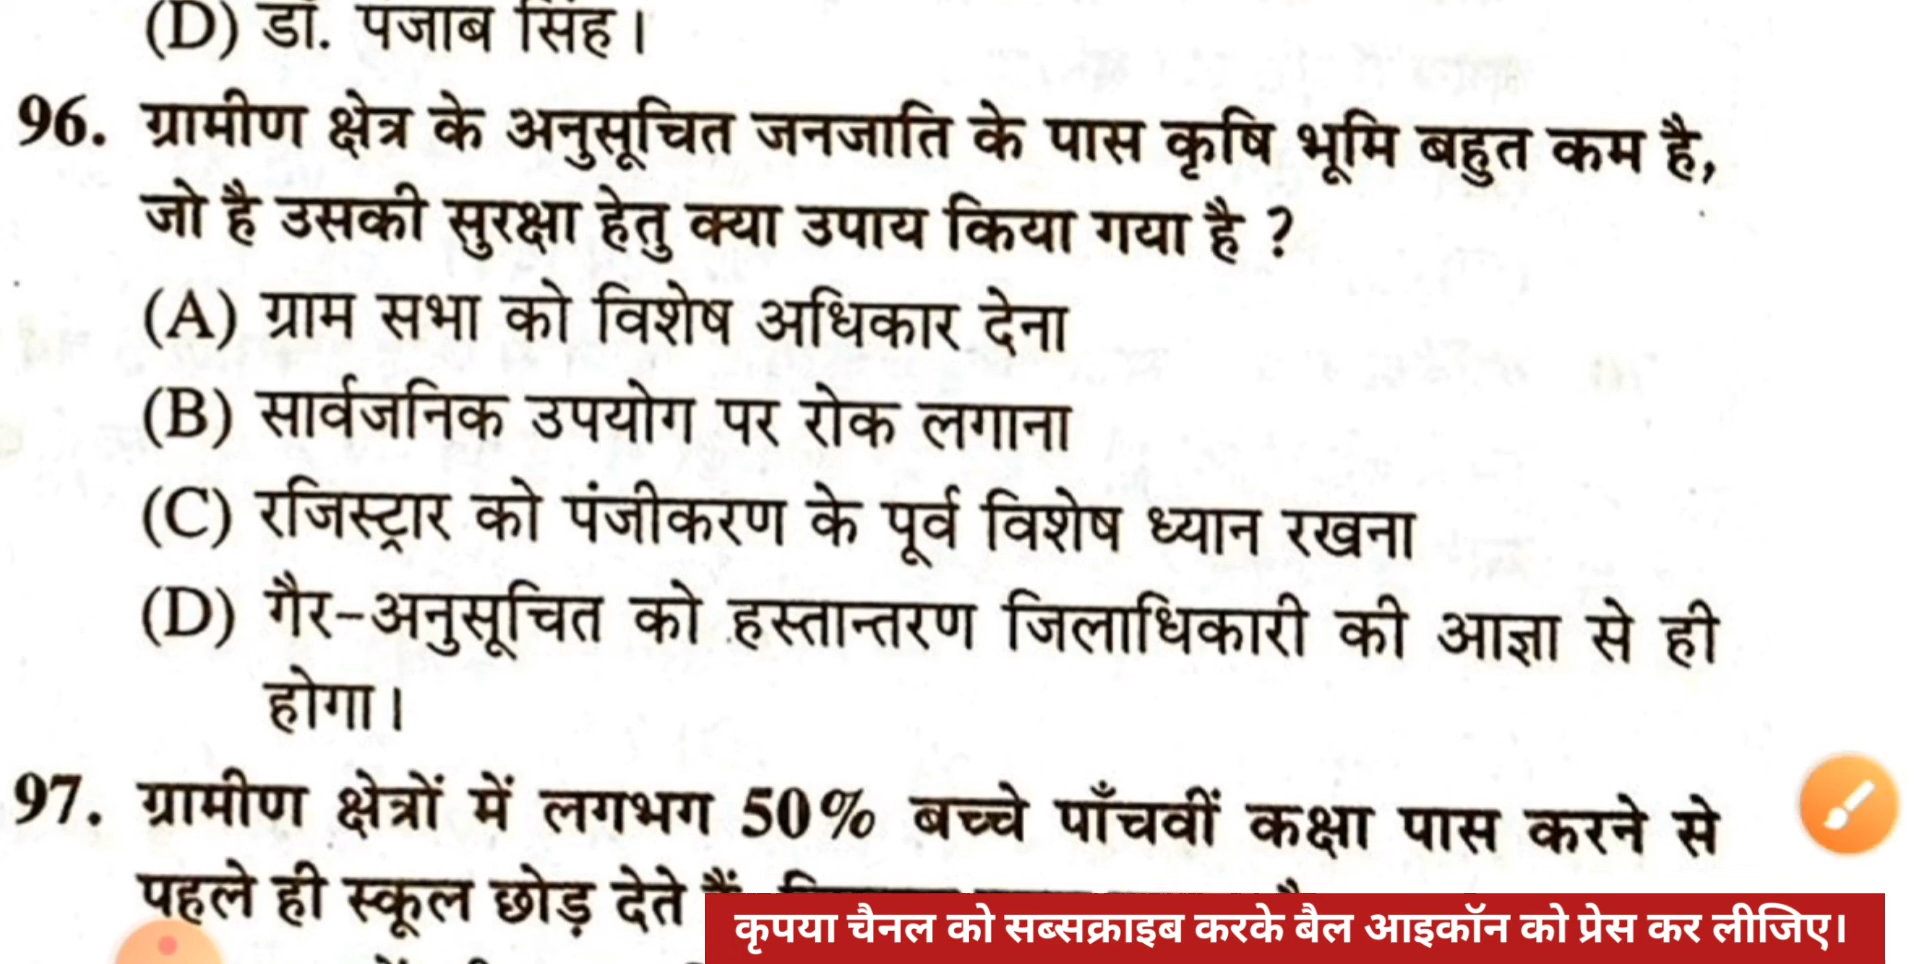 (D) डॉ. पंजाब सिंह।
96. ग्रामीण क्षेत्र के अनुसूचित जनजाति के पास कृषि भूमि बहुत कम है,
जो है उसकी सुरक्षा हेतु क्या उपाय किया गया है ?
(A) ग्राम सभा को विशेष अधिकार देना
(B) सार्वजनिक उपयोग पर रोक लगाना
(C) रजिस्ट्रार को पंजीकरण के पूर्व विशेष ध्यान रखना
(D) गैर-अनुसूचित को हस्तान्तरण जिलाधिकारी की आज्ञा से ही
होगा।
97. ग्रामीण क्षेत्रों में लगभग 50% बच्चे पाँचवीं कक्षा पास करने से
पहले ही स्कूल छोड़ देते हैं
कृपया चैनल को सब्सक्राइब करके बैल आइकॉन को प्रेस कर लीजिए।